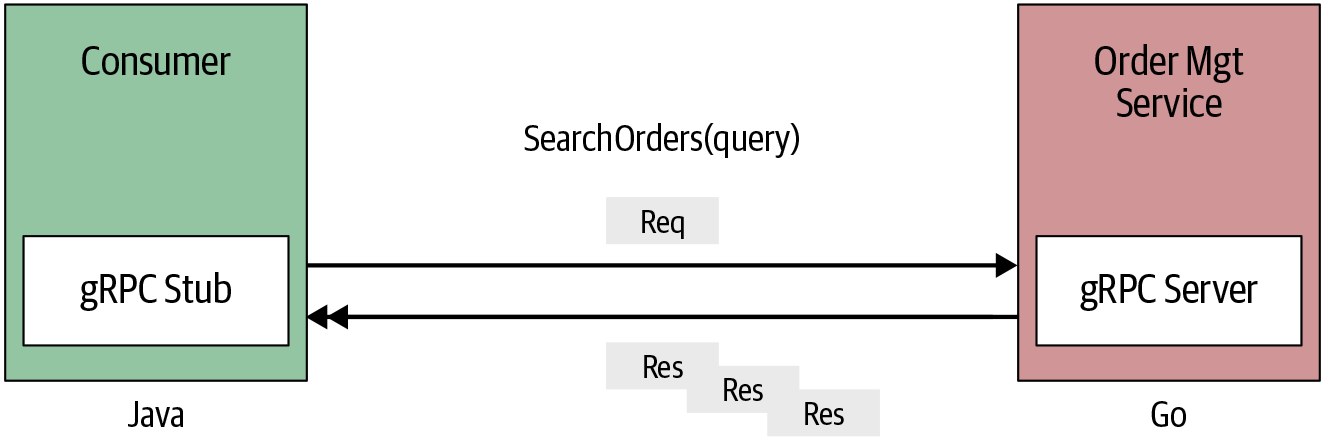 Consumer
Order Mgt
Service
SearchOrders(query)
Req
gRPC Stub
gRPC Server
Res
Res
Res
Java
Go